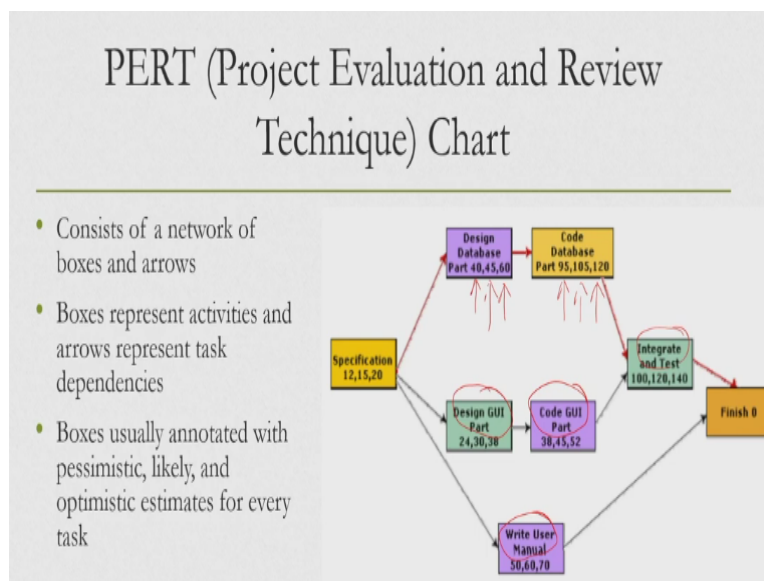 PERT (Project Evaluation and Review
Technique) Chart
Consists of a network of
boxes and arrows
Boxes represent activities and
arrows represent task
dependencies
Boxes usually annotated with
pessimistic, likely, and
optimistic estimates for every
task
Design
Database
Part 40,45,60
Code
Database
Part 95,105,120
Specification
12,15,20
Integrate
and Test
100,120,140
Design GUI
Part
24,30,38
Code GUI
Part
38,45,52
Finish 0
Write User
Manual
50,60,70